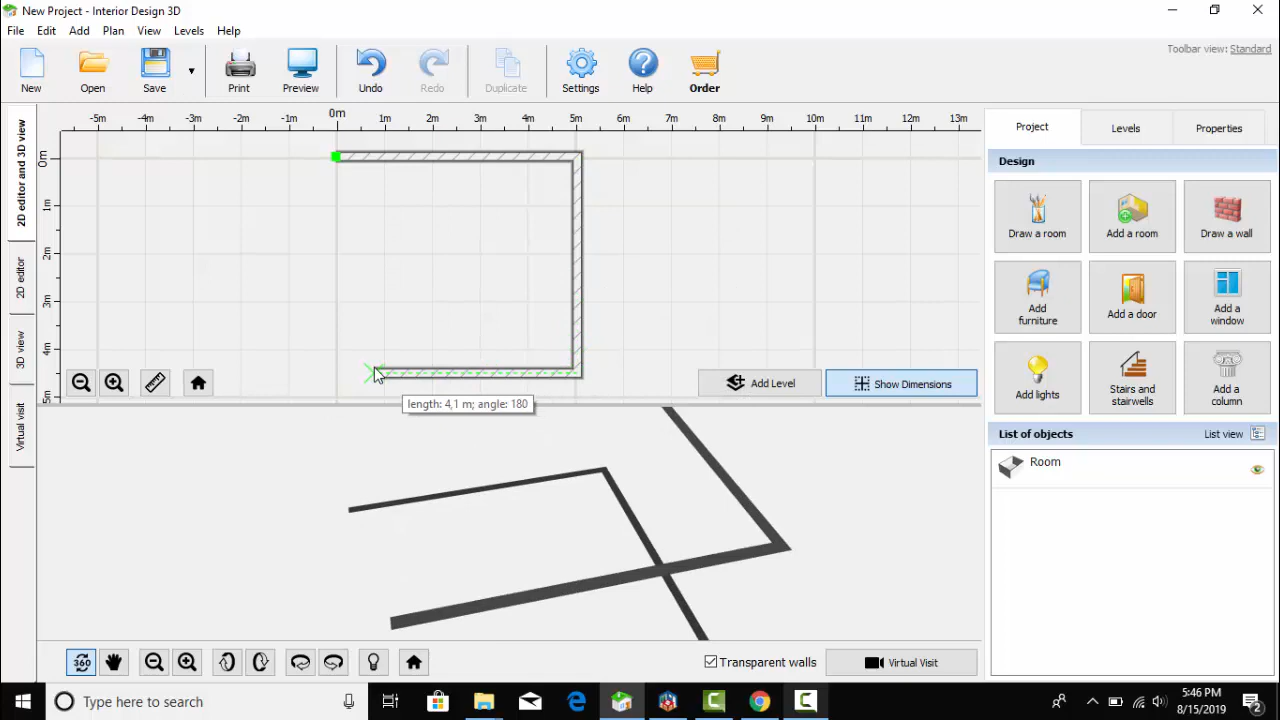 New Project - Interior Design 3D
File Edit Add Plan View Levels Help
Toolbar view: Standard
New Open Save Print Preview Undo Redo Duplicate Settings Help Order
2D editor and 3D view
2D editor
3D view
Virtual visit
-5m -4m -3m -2m -1m 0m 1m 2m 3m 4m 5m 6m 7m 8m 9m 10m 11m 12m 13m
0m
1m
2m
3m
4m
5m
Add Level
Show Dimensions
length: 4,1 m; angle: 180
Transparent walls
Virtual Visit
360
Project Levels Properties
Design
Draw a room Add a room Draw a wall
Add furniture
Add a door
Add a window
Add lights
Stairs and stairwells
Add a column
List of objects List view
Room
Type here to search
5:46 PM
8/15/2019
2